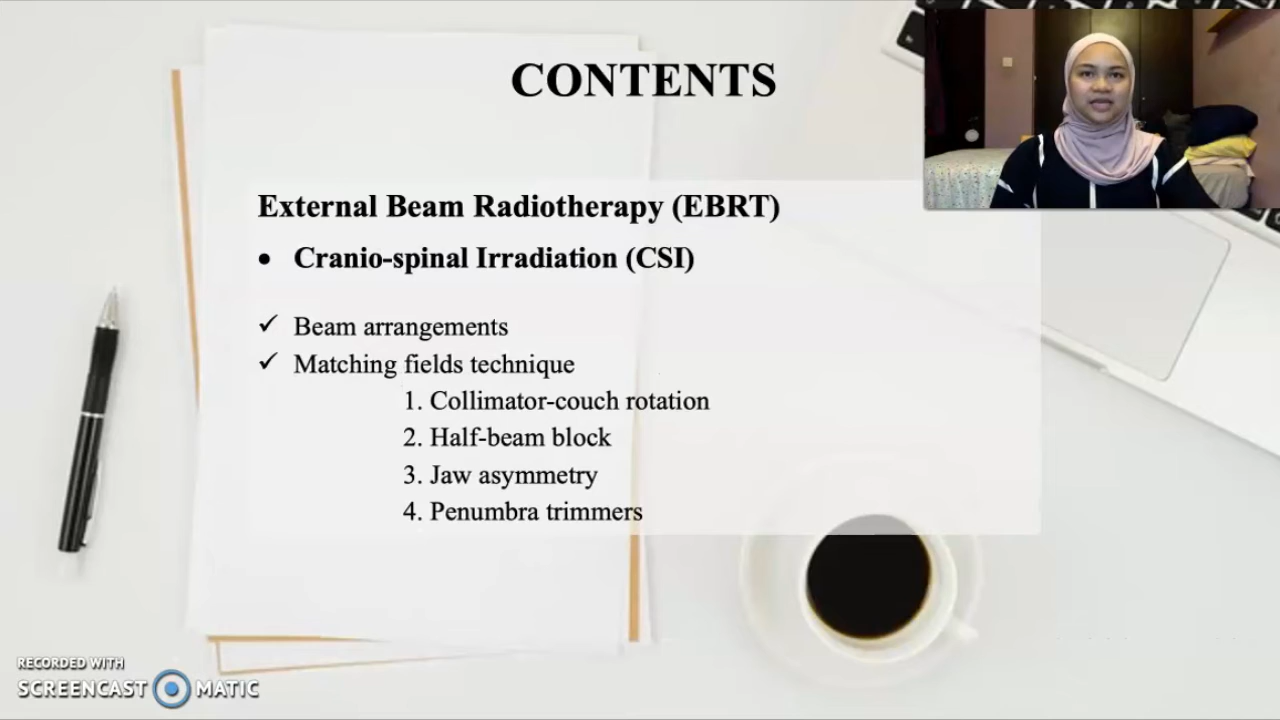 CONTENTS
External Beam Radiotherapy (EBRT)
• Cranio-spinal Irradiation (CSI)
✓ Beam arrangements
✓ Matching fields technique
1. Collimator-couch rotation
2. Half-beam block
3. Jaw asymmetry
4. Penumbra trimmers
RECORDED WITH
SCREENCAST MATIC